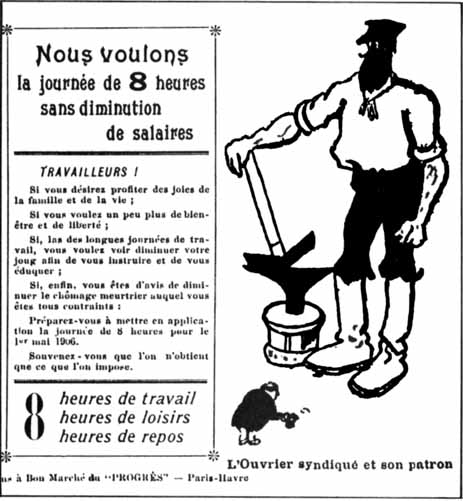 Nous voulons
la journée de 8 heures
sans diminution
de salaires
TRAVAILLEURS !
Si vous désirez profiter des joies de
la famille et de la vie ;
Si vous voulez un peu plus de bien-
être et de liberté ;
Si, las des longues journées de tra-
vail, vous voulez voir diminuer votre
joug afin de vous instruire et de vous
éduquer ;
Si, enfin, vous êtes d'avis de dimi-
nuer le chômage meurtrier auquel vous
êtes tous contraints :
Préparez-vous à mettre en applica-
tion la journée de 8 heures pour le
1er mai 1906.
Souvenez-vous que l'on n'obtient
que ce que l'on impose.
8 heures de travail
heures de loisirs
heures de repos
L'Ouvrier syndiqué et son patron
à Bon Marché du "PROGRÈS" — Paris-Havre